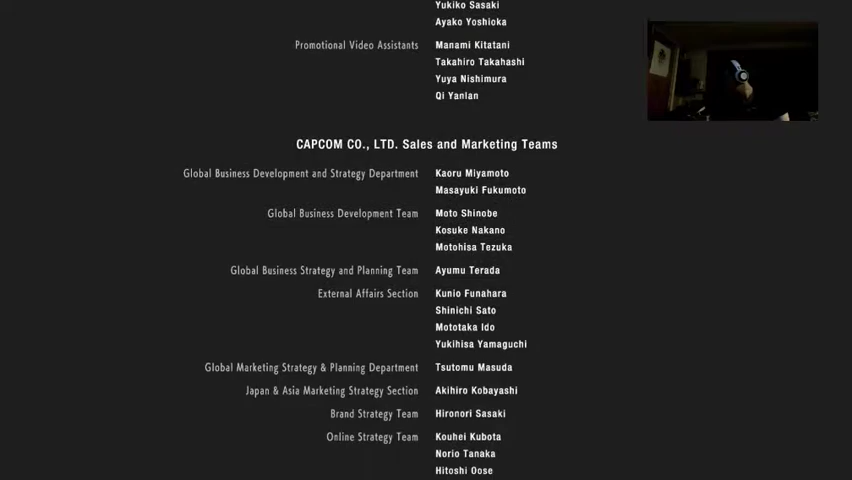 Yukiko Sasaki
Ayako Yoshioka
Promotional Video Assistants Manami Kitatani
Takahiro Takahashi
Yuya Nishimura
Qi Yanlan
CAPCOM CO., LTD. Sales and Marketing Teams
Global Business Development and Strategy Department Kaoru Miyamoto
Masayuki Fukumoto
Global Business Development Team Moto Shinobe
Kosuke Nakano
Motohisa Tezuka
Global Business Strategy and Planning Team Ayumu Terada
External Affairs Section Kunio Funahara
Shinichi Sato
Mototaka Ido
Yukihisa Yamaguchi
Global Marketing Strategy & Planning Department Tsutomu Masuda
Japan & Asia Marketing Strategy Section Akihiro Kobayashi
Brand Strategy Team Hironori Sasaki
Online Strategy Team Kouhei Kubota
Norio Tanaka
Hitoshi Oose